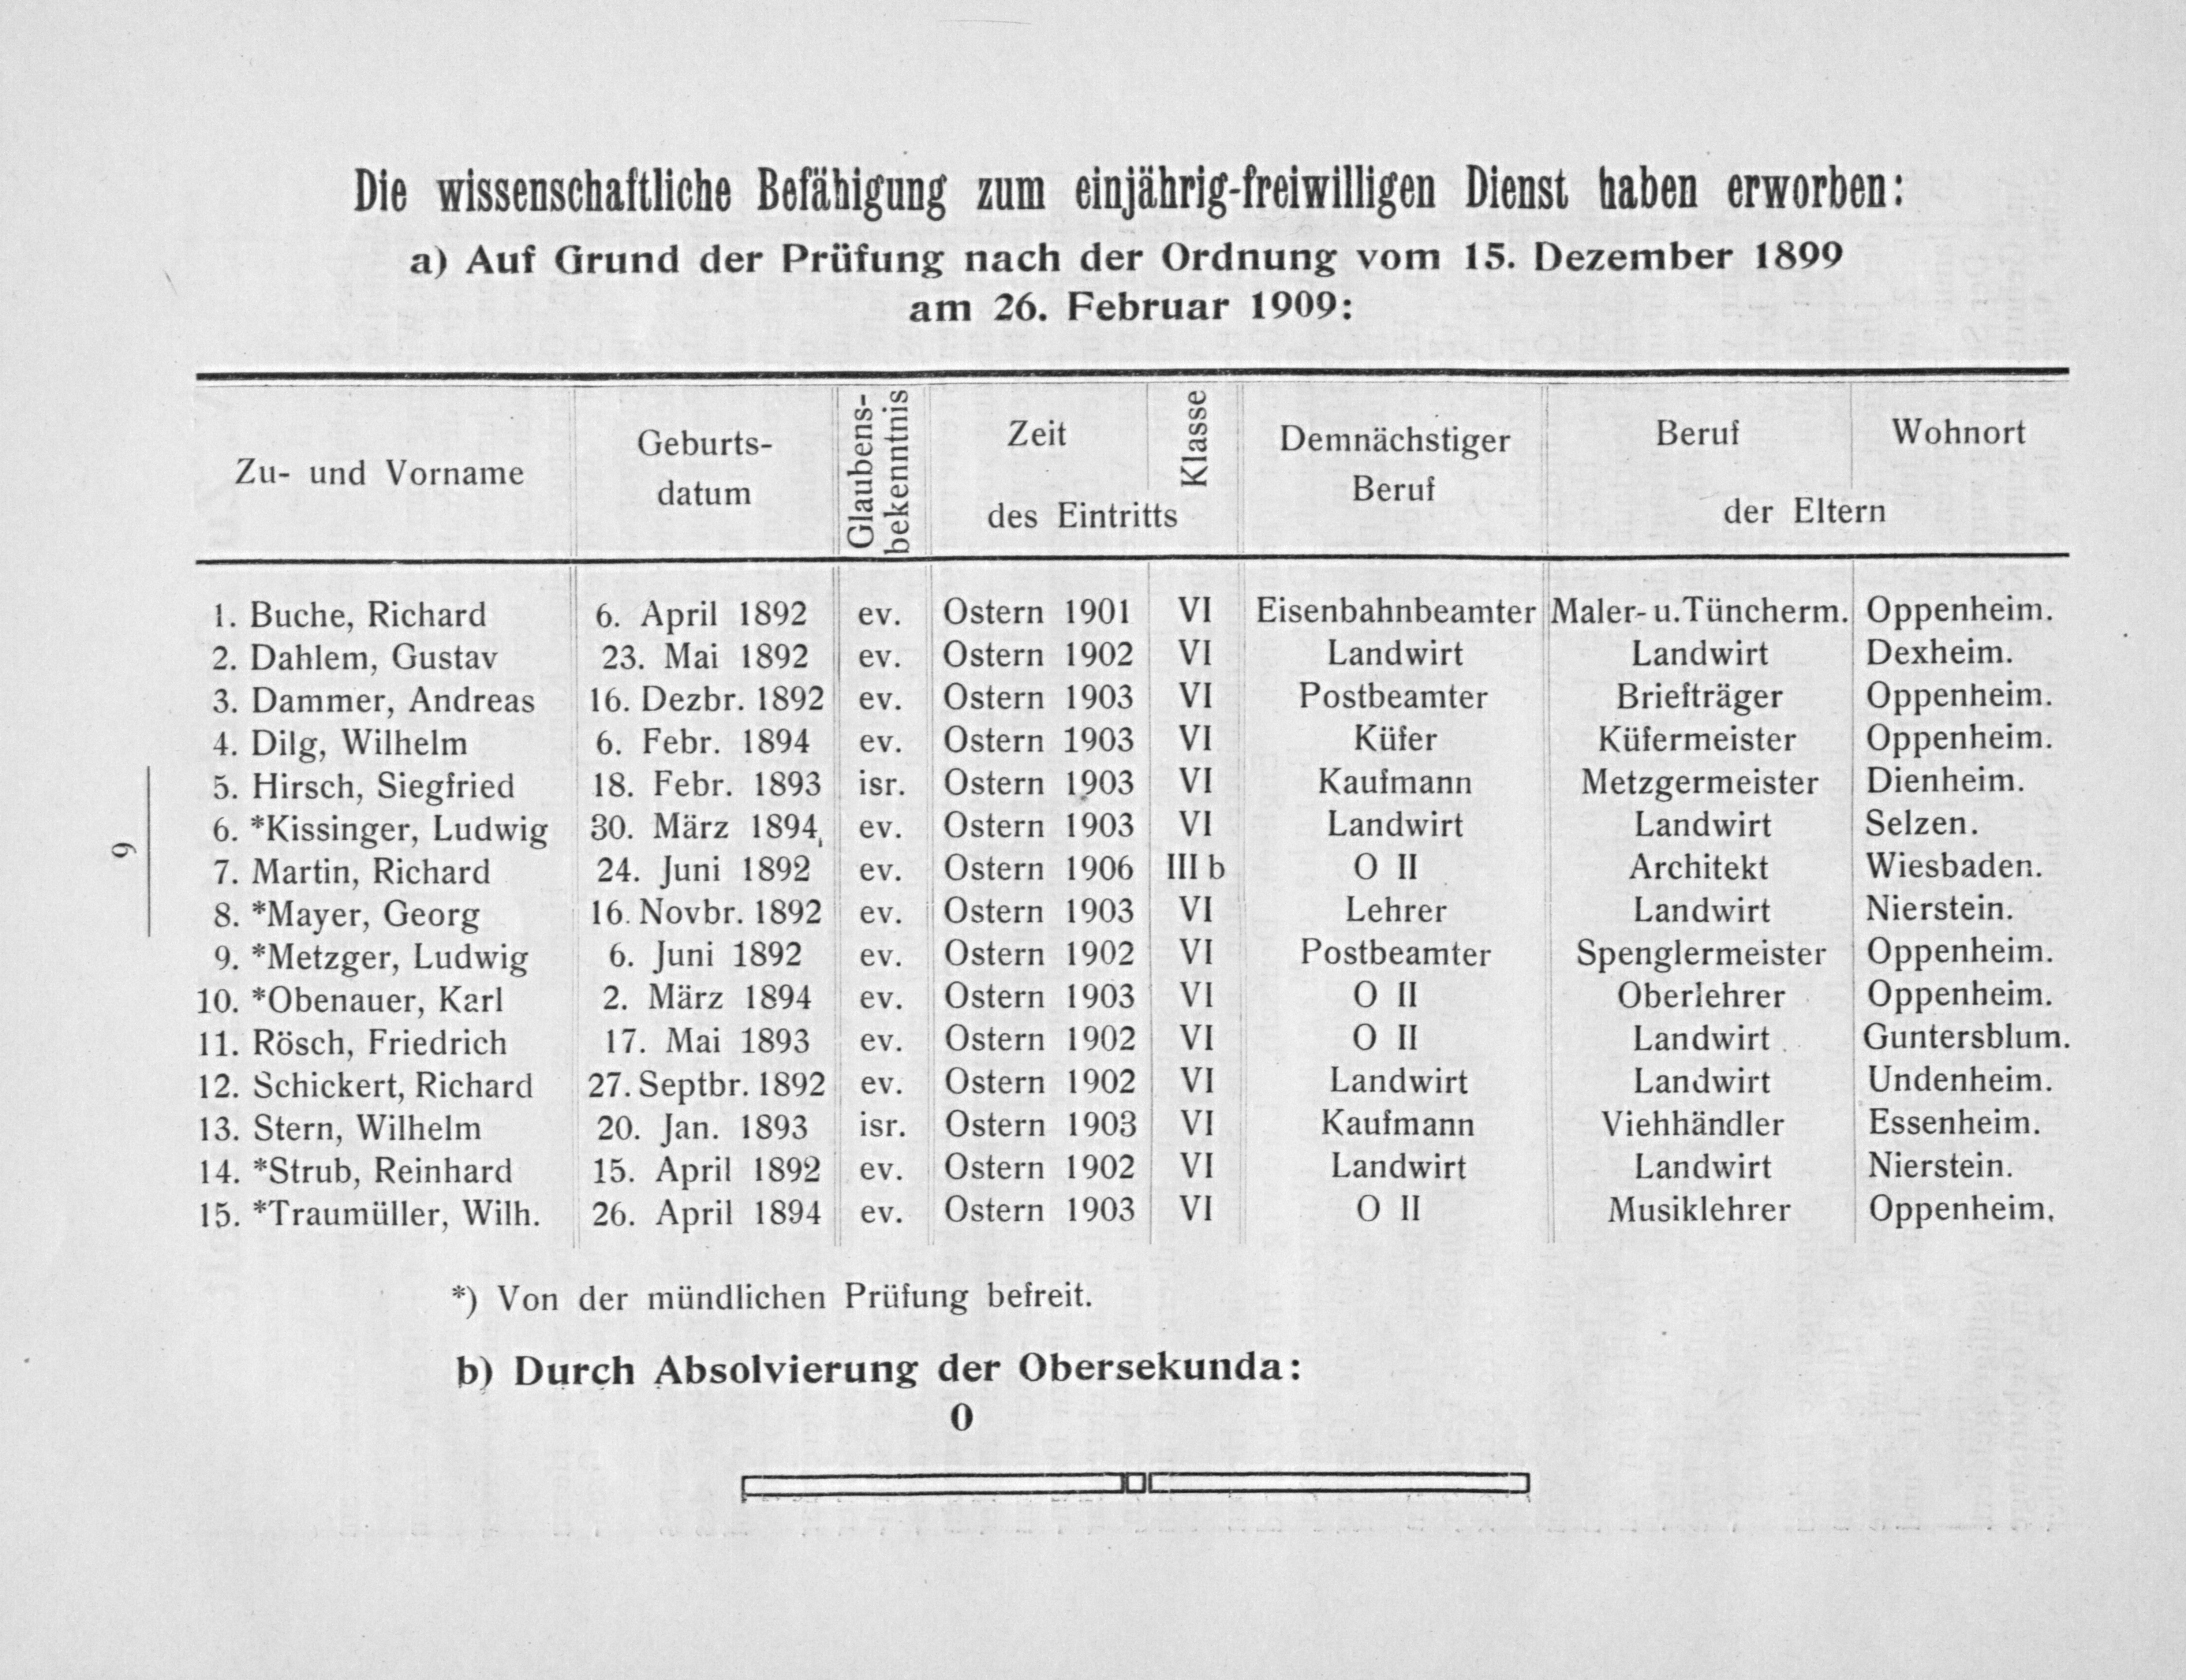 Die wissenschaftliche Befähigung zum einjährig-freiwilligen Dienst haben erworben:
a) Auf Grund der Prüfung nach der Ordnung vom 15. Dezember 1899
am 26. Februar 1909:
Zu- und Vorname Geburts-datum Glaubens-bekenntnis Zeit Klasse des Eintritts Demnächstiger Beruf Beruf Wohnort der Eltern
1. Buche, Richard 6. April 1892 ev. Ostern 1901 VI Eisenbahnbeamter Maler- u. Tüncherm. Oppenheim.
2. Dahlem, Gustav 23. Mai 1892 ev. Ostern 1902 VI Landwirt Landwirt Dexheim.
3. Dammer, Andreas 16. Dezbr. 1892 ev. Ostern 1903 VI Postbeamter Briefträger Oppenheim.
4. Dilg, Wilhelm 6. Febr. 1894 ev. Ostern 1903 VI Küfer Küfermeister Oppenheim.
5. Hirsch, Siegfried 18. Febr. 1893 isr. Ostern 1903 VI Kaufmann Metzgermeister Dienheim.
6. *Kissinger, Ludwig 30. März 1894 ev. Ostern 1903 VI Landwirt Landwirt Selzen.
7. Martin, Richard 24. Juni 1892 ev. Ostern 1906 III b O II Architekt Wiesbaden.
8. *Mayer, Georg 16. Novbr. 1892 ev. Ostern 1903 VI Lehrer Landwirt Nierstein.
9. *Metzger, Ludwig 6. Juni 1892 ev. Ostern 1902 VI Postbeamter Spenglermeister Oppenheim.
10. *Obenauer, Karl 2. März 1894 ev. Ostern 1903 VI O II Oberlehrer Oppenheim.
11. Rösch, Friedrich 17. Mai 1893 ev. Ostern 1902 VI O II Landwirt Guntersblum.
12. Schickert, Richard 27. Septbr. 1892 ev. Ostern 1902 VI Landwirt Landwirt Undenheim.
13. Stern, Wilhelm 20. Jan. 1893 isr. Ostern 1903 VI Kaufmann Viehhändler Essenheim.
14. *Strub, Reinhard 15. April 1892 ev. Ostern 1902 VI Landwirt Landwirt Nierstein.
15. *Traumüller, Wilh. 26. April 1894 ev. Ostern 1903 VI O II Musiklehrer Oppenheim.
*) Von der mündlichen Prüfung befreit.
b) Durch Absolvierung der Obersekunda:
0
9